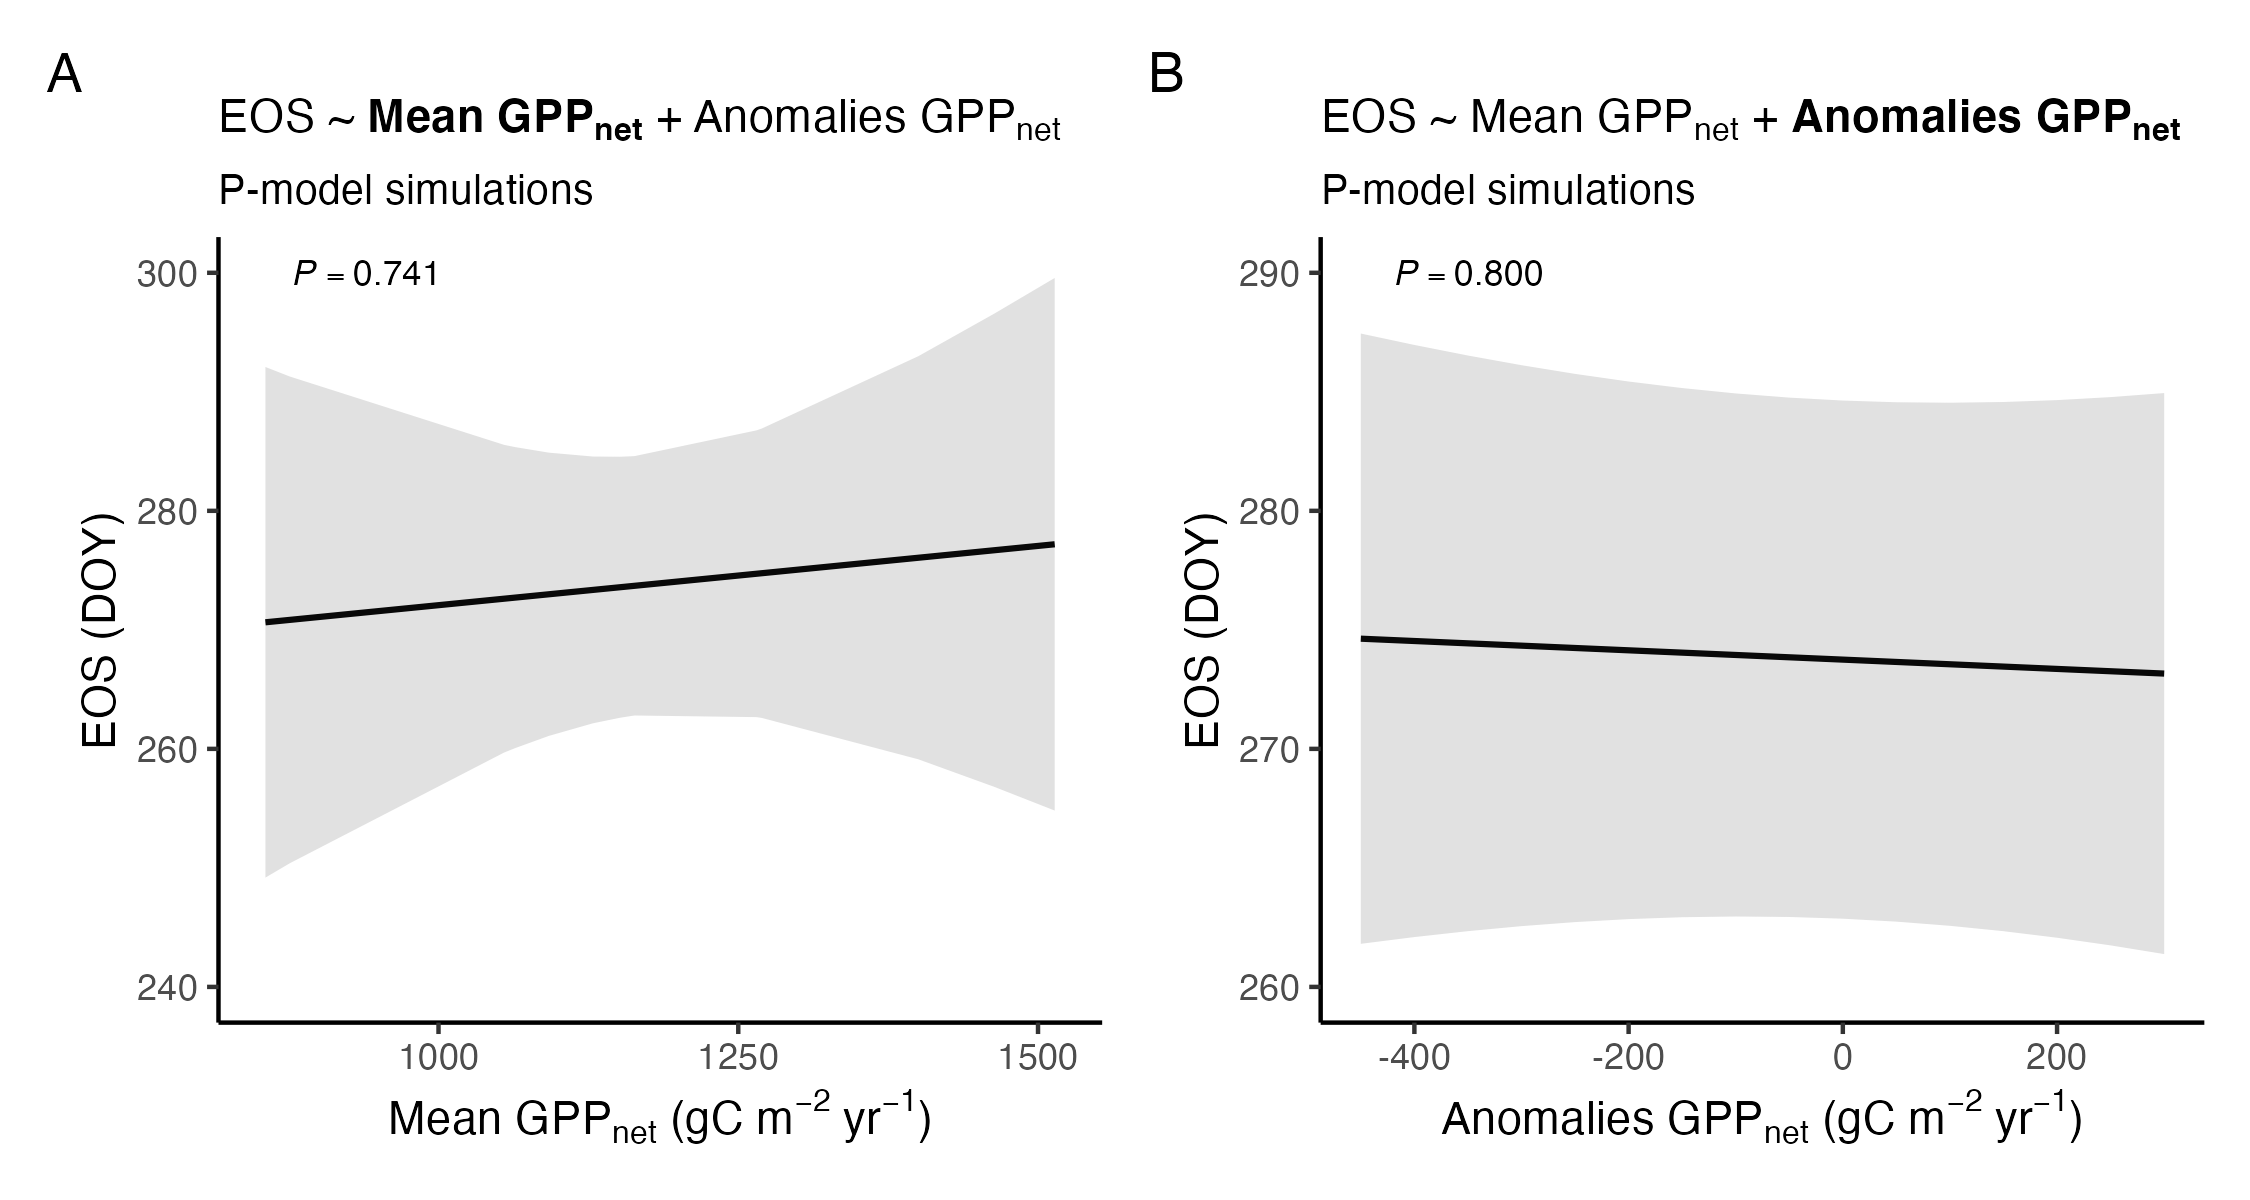 A
EOS ~ Mean GPPnet + Anomalies GPPnet
P-model simulations
P = 0.741
300
280
260
240
EOS (DOY)
1000 1250 1500
Mean GPPnet (gC m−2 yr−1)
B
EOS ~ Mean GPPnet + Anomalies GPPnet
P-model simulations
P = 0.800
290
280
270
260
EOS (DOY)
-400 -200 0 200
Anomalies GPPnet (gC m−2 yr−1)